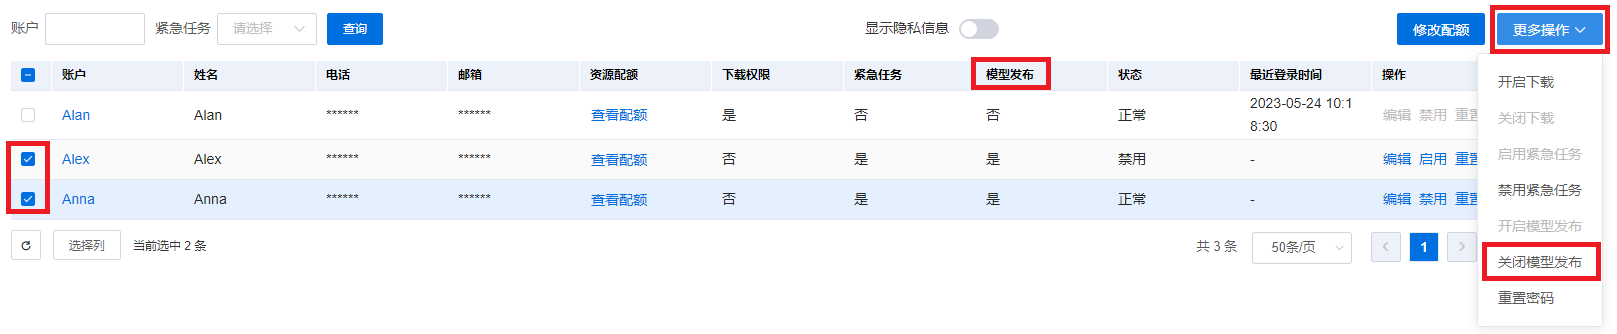 账户 紧急任务 请选择 查询 显示隐私信息 修改配额 更多操作
账户 姓名 电话 邮箱 资源配额 下载权限 紧急任务 模型发布 状态 最近登录时间 操作
Alan Alan ****** ****** 查看配额 是 否 否 正常 2023-05-24 10:1
8:30 编辑 禁用 重置
Alex Alex ****** ****** 查看配额 否 是 是 禁用 - 编辑 启用 重置
Anna Anna ****** ****** 查看配额 否 是 是 正常 - 编辑 禁用 重置
选择列 当前选中 2 条 共 3 条 50条/页 1
开启下载
关闭下载
启用紧急任务
禁用紧急任务
开启模型发布
关闭模型发布
重置密码